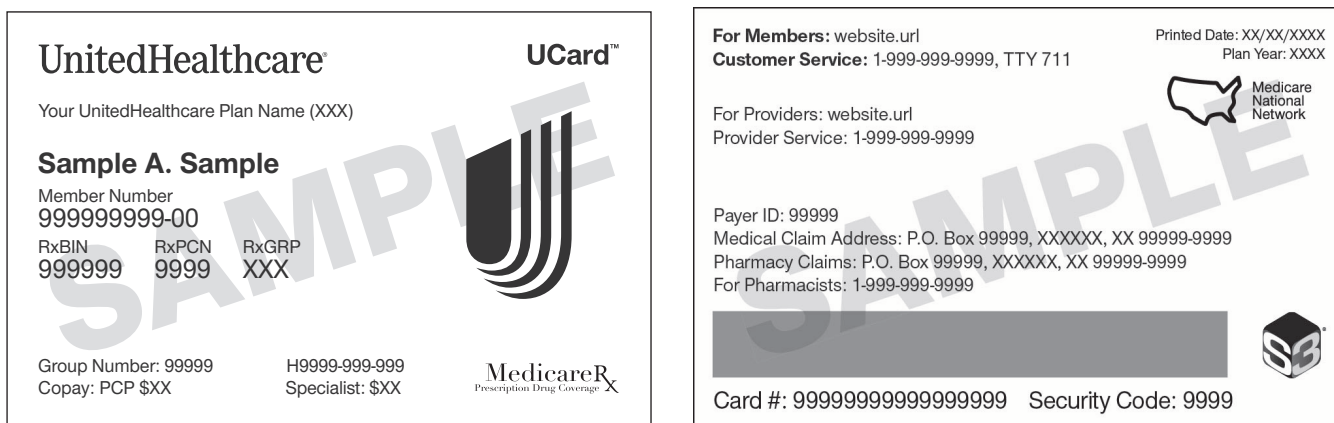 UnitedHealthcare®
UCard™
Your UnitedHealthcare Plan Name (XXX)
Sample A. Sample
Member Number
999999999-00
RxBIN RxPCN RxGRP
999999 9999 XXX
Group Number: 99999 H9999-999-999
Copay: PCP $XX Specialist: $XX
MedicareRx
Prescription Drug Coverage
SAMPLE
For Members: website.url
Customer Service: 1-999-999-9999, TTY 711
Printed Date: XX/XX/XXXX
Plan Year: XXXX
Medicare
National
Network
For Providers: website.url
Provider Service: 1-999-999-9999
Payer ID: 99999
Medical Claim Address: P.O. Box 99999, XXXXXX, XX 99999-9999
Pharmacy Claims: P.O. Box 99999, XXXXXX, XX 99999-9999
For Pharmacists: 1-999-999-9999
S3®
Card #: 99999999999999999 Security Code: 9999
SAMPLE